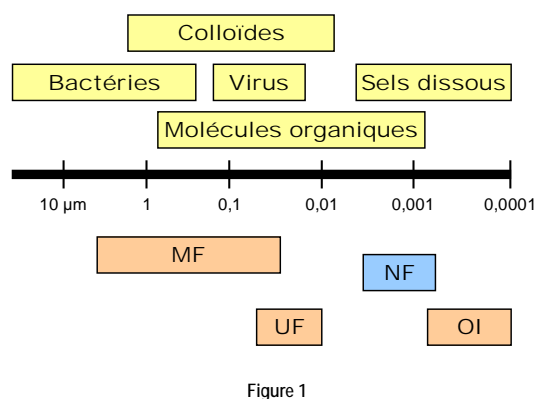 Colloïdes
Bactéries Virus Sels dissous
Molécules organiques
10 µm 1 0,1 0,01 0,001 0,0001
MF
NF
UF OI
Figure 1